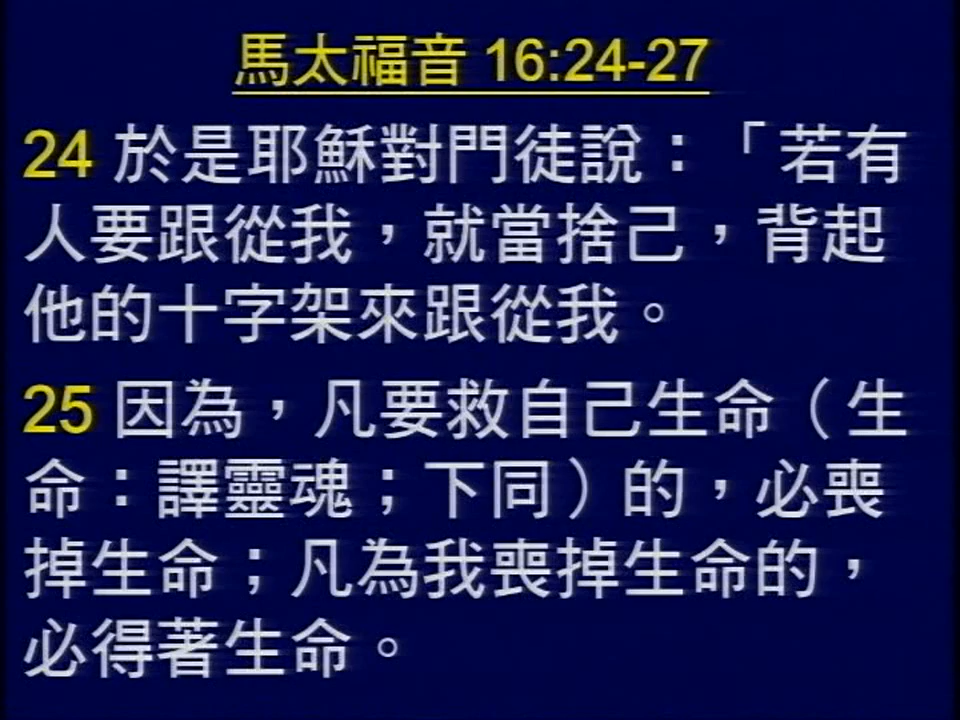 馬太福音 16:24-27
24 於是耶穌對門徒說：「若有
人要跟從我，就當捨己，背起
他的十字架來跟從我。
25 因為，凡要救自己生命（生
命：譯靈魂；下同）的，必喪
掉生命；凡為我喪掉生命的，
必得著生命。